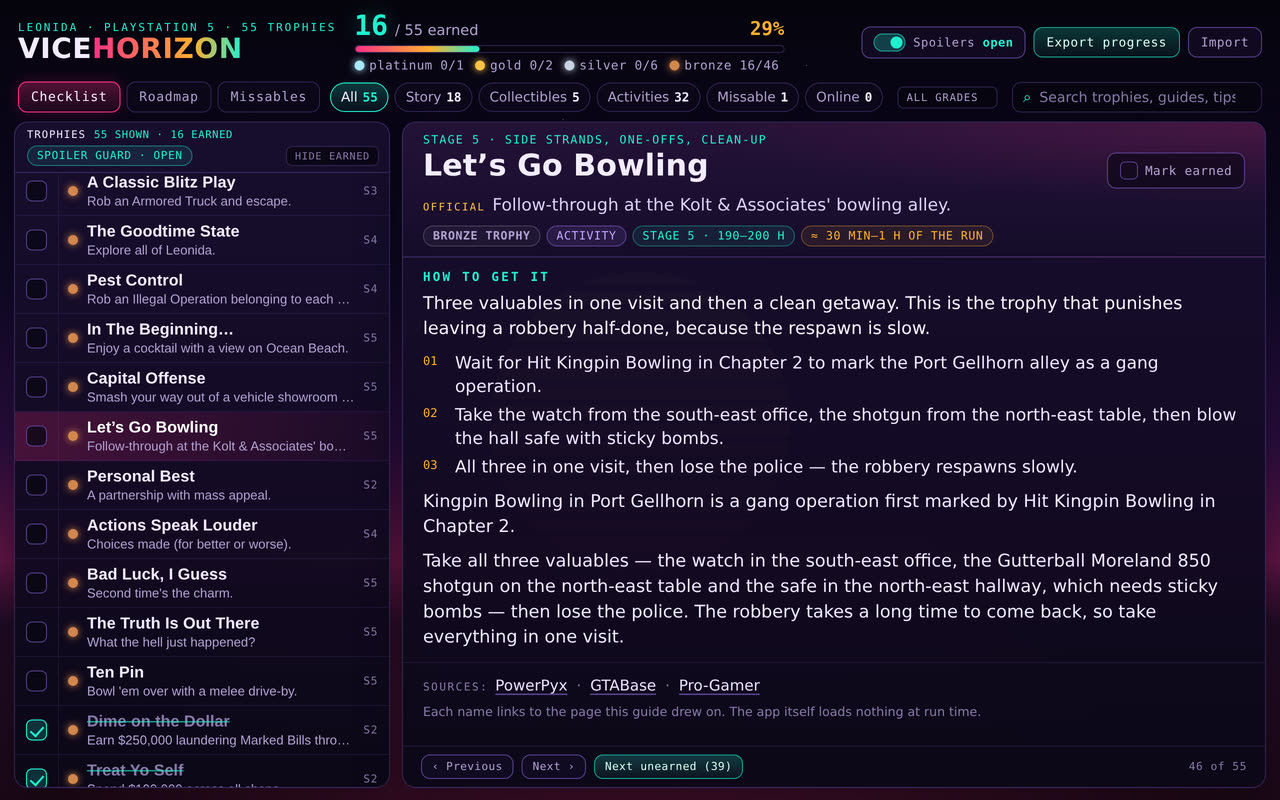 LEONIDA · PLAYSTATION 5 · 55 TROPHIES
VICEHORIZON
16 / 55 earned
29%
platinum 0/1 gold 0/2 silver 0/6 bronze 16/46
Spoilers open
Export progress
Import
Checklist
Roadmap
Missables
All 55
Story 18
Collectibles 5
Activities 32
Missable 1
Online 0
ALL GRADES
Search trophies, guides, tips
TROPHIES 55 SHOWN · 16 EARNED
SPOILER GUARD · OPEN
HIDE EARNED
A Classic Blitz Play
Rob an Armored Truck and escape.
S3
The Goodtime State
Explore all of Leonida.
S4
Pest Control
Rob an Illegal Operation belonging to each …
S4
In The Beginning…
Enjoy a cocktail with a view on Ocean Beach.
S5
Capital Offense
Smash your way out of a vehicle showroom …
S5
Let’s Go Bowling
Follow-through at the Kolt & Associates' bo…
S5
Personal Best
A partnership with mass appeal.
S2
Actions Speak Louder
Choices made (for better or worse).
S4
Bad Luck, I Guess
Second time's the charm.
S5
The Truth Is Out There
What the hell just happened?
S5
Ten Pin
Bowl 'em over with a melee drive-by.
S5
Dime on the Dollar
Earn $250,000 laundering Marked Bills thro…
S2
Treat Yo Self
S2
STAGE 5 · SIDE STRANDS, ONE-OFFS, CLEAN-UP
Let’s Go Bowling
Mark earned
OFFICIAL Follow-through at the Kolt & Associates' bowling alley.
BRONZE TROPHY
ACTIVITY
STAGE 5 · 190–200 H
≈ 30 MIN–1 H OF THE RUN
HOW TO GET IT
Three valuables in one visit and then a clean getaway. This is the trophy that punishes
leaving a robbery half-done, because the respawn is slow.
01 Wait for Hit Kingpin Bowling in Chapter 2 to mark the Port Gellhorn alley as a gang
operation.
02 Take the watch from the south-east office, the shotgun from the north-east table, then blow
the hall safe with sticky bombs.
03 All three in one visit, then lose the police — the robbery respawns slowly.
Kingpin Bowling in Port Gellhorn is a gang operation first marked by Hit Kingpin Bowling in
Chapter 2.
Take all three valuables — the watch in the south-east office, the Gutterball Moreland 850
shotgun on the north-east table and the safe in the north-east hallway, which needs sticky
bombs — then lose the police. The robbery takes a long time to come back, so take
everything in one visit.
SOURCES: PowerPyx · GTABase · Pro-Gamer
Each name links to the page this guide drew on. The app itself loads nothing at run time.
‹ Previous
Next ›
Next unearned (39)
46 of 55